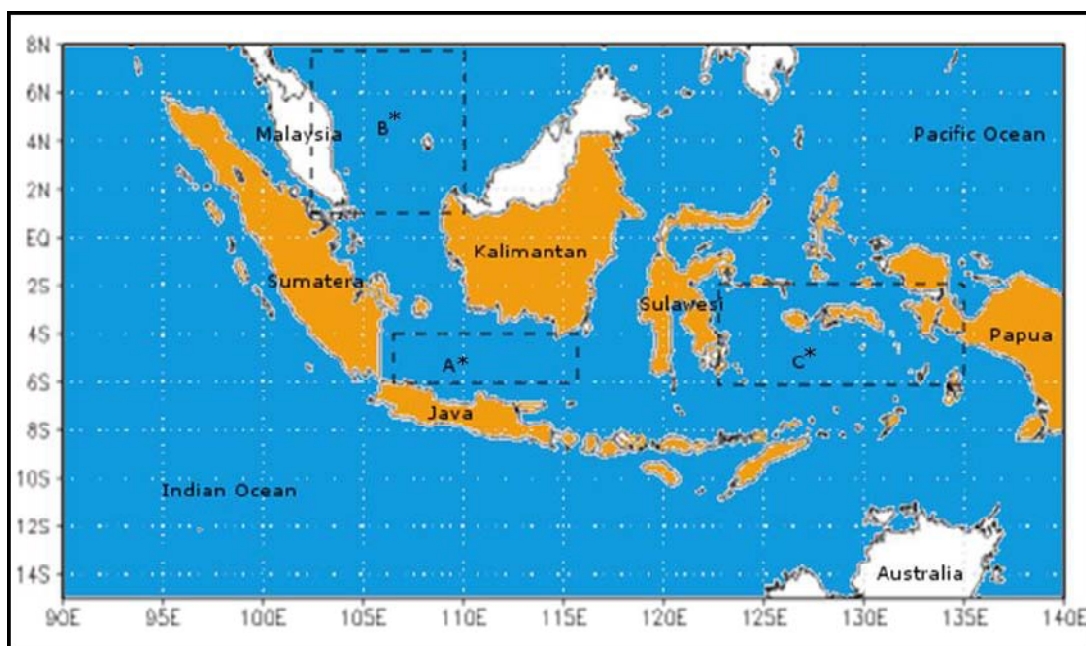 8N
6N
B*
Malaysia
Pacific Ocean
4N
2N
EQ
Kalimantan
Sumatera
2S
Sulawesi
4S
Papua
A*
C*
6S
Java
8S
10S
Indian Ocean
12S
14S
Australia
90E 95E 100E 105E 110E 115E 120E 125E 130E 135E 140E